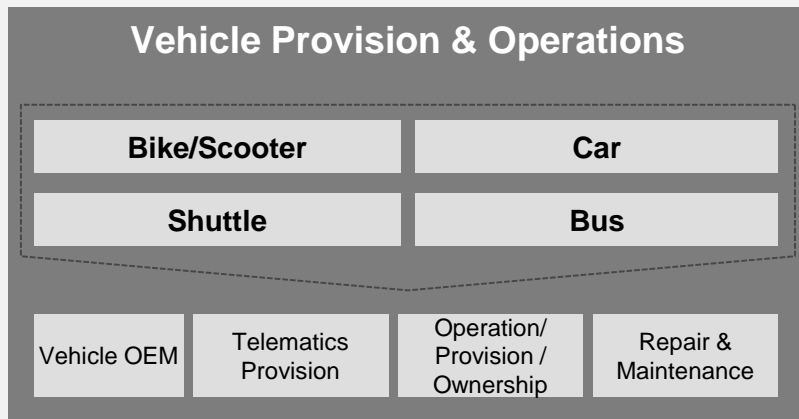 Vehicle Provision & Operations
Bike/Scooter
Car
Shuttle
Bus
Vehicle OEM
Telematics
Provision
Operation/
Provision /
Ownership
Repair &
Maintenance